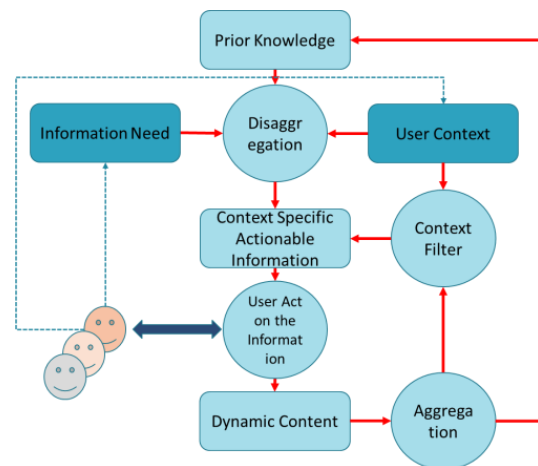 Prior Knowledge
Information Need
Disaggr
egation
User Context
Context Specific
Actionable
Information
Context
Filter
User Act
on the
Informat
ion
Dynamic Content
Aggrega
tion